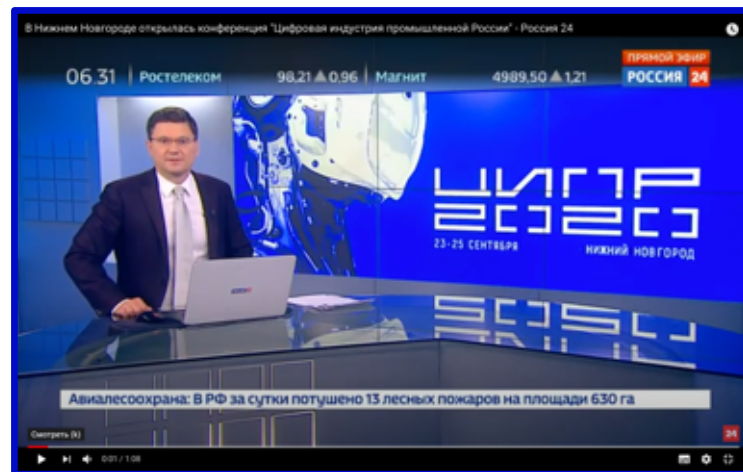 В Нижнем Новгороде открылась конференция "Цифровая индустрия промышленной России" - Россия 24
ПРЯМОЙ ЭФИР
06.31 Ростелеком 98,21 ▲ 0,96 Магнит 4989,50 ▲ 1,21 РОССИЯ 24
ЦИПР
2020
23-25 СЕНТЯБРЯ
НИЖНИЙ НОВГОРОД
Авиалесоохрана: В РФ за сутки потушено 13 лесных пожаров на площади 630 га
Смотреть (k)
24
0:01 / 1:08